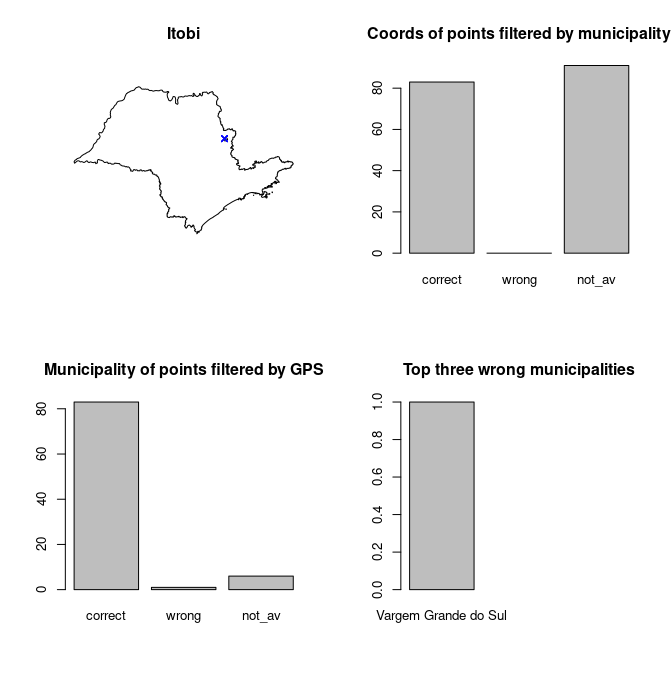 Itobi
Coords of points filtered by municipality
0
20
40
60
80
correct wrong not_av
Municipality of points filtered by GPS
0
20
40
60
80
correct wrong not_av
Top three wrong municipalities
0.0
0.2
0.4
0.6
0.8
1.0
Vargem Grande do Sul